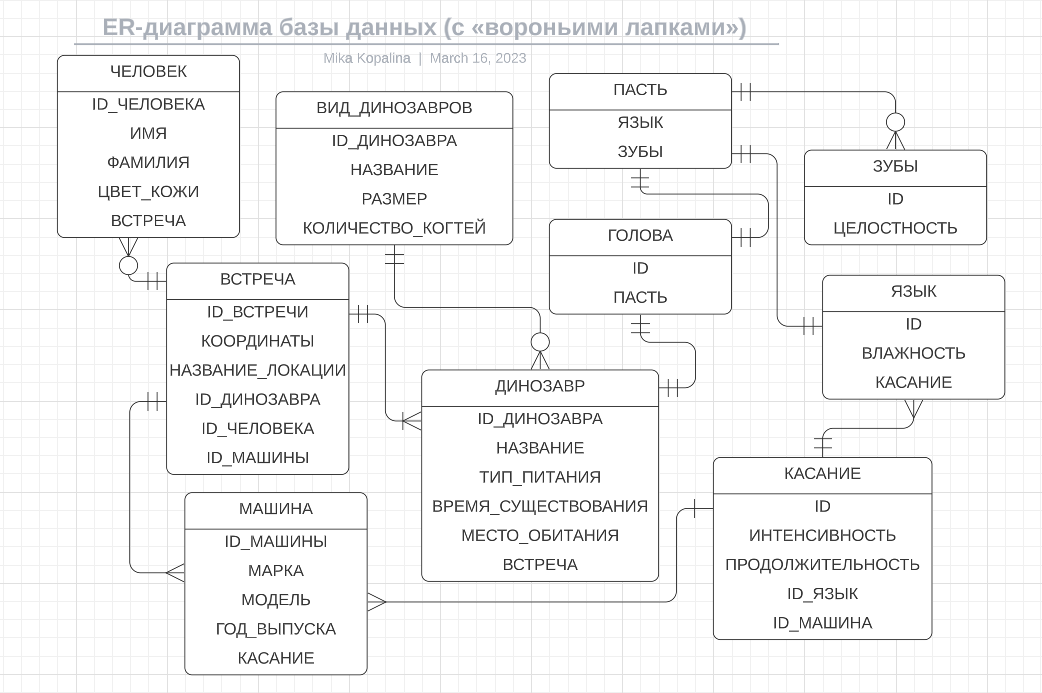 ER-диаграмма базы данных (с «вороньими лапками»)
Mika Kopalina | March 16, 2023
ЧЕЛОВЕК
ID_ЧЕЛОВЕКА
ИМЯ
ФАМИЛИЯ
ЦВЕТ_КОЖИ
ВСТРЕЧА
ВИД_ДИНОЗАВРОВ
ID_ДИНОЗАВРА
НАЗВАНИЕ
РАЗМЕР
КОЛИЧЕСТВО_КОГТЕЙ
ПАСТЬ
ЯЗЫК
ЗУБЫ
ЗУБЫ
ID
ЦЕЛОСТНОСТЬ
ГОЛОВА
ID
ПАСТЬ
ВСТРЕЧА
ID_ВСТРЕЧИ
КООРДИНАТЫ
НАЗВАНИЕ_ЛОКАЦИИ
ID_ДИНОЗАВРА
ID_ЧЕЛОВЕКА
ID_МАШИНЫ
ЯЗЫК
ID
ВЛАЖНОСТЬ
КАСАНИЕ
ДИНОЗАВР
ID_ДИНОЗАВРА
НАЗВАНИЕ
ТИП_ПИТАНИЯ
ВРЕМЯ_СУЩЕСТВОВАНИЯ
МЕСТО_ОБИТАНИЯ
ВСТРЕЧА
КАСАНИЕ
ID
ИНТЕНСИВНОСТЬ
ПРОДОЛЖИТЕЛЬНОСТЬ
ID_ЯЗЫК
ID_МАШИНА
МАШИНА
ID_МАШИНЫ
МАРКА
МОДЕЛЬ
ГОД_ВЫПУСКА
КАСАНИЕ